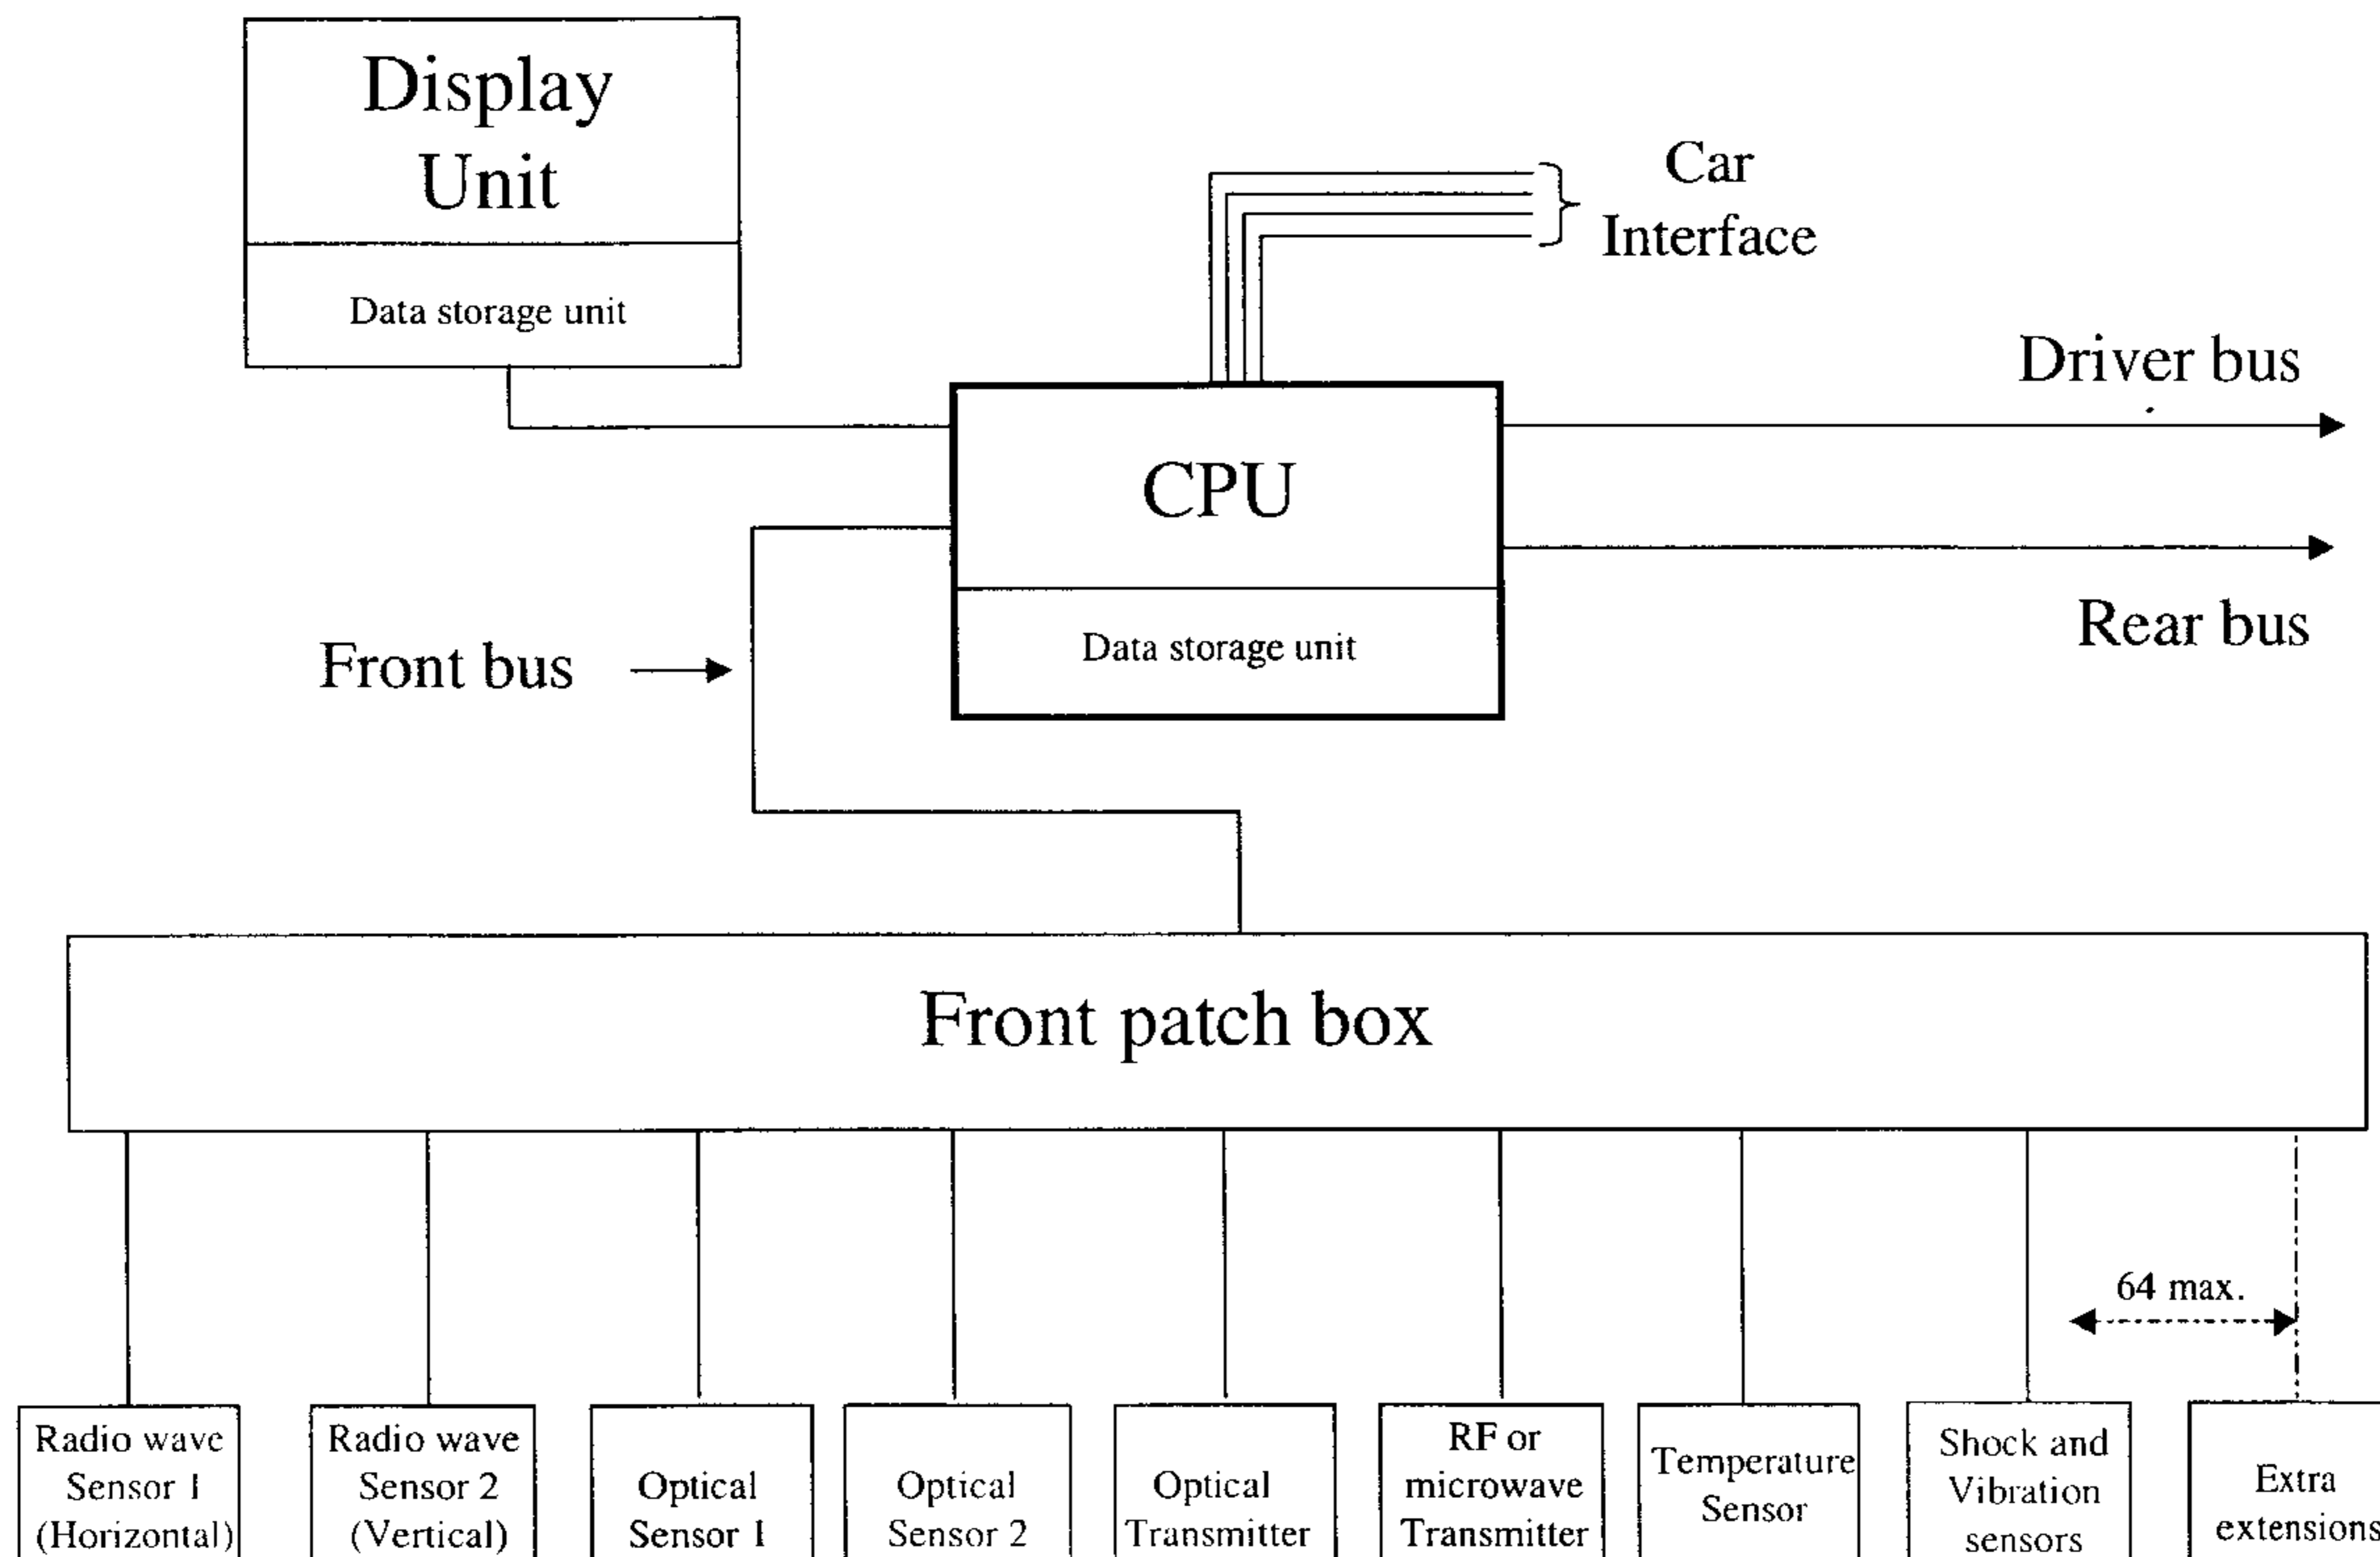 Display
Unit
Data storage unit
Car
Interface
Driver bus
CPU
Data storage unit
Rear bus
Front bus
Front patch box
64 max.
Radio wave
Sensor 1
(Horizontal)
Radio wave
Sensor 2
(Vertical)
Optical
Sensor 1
Optical
Sensor 2
Optical
Transmitter
RF or
microwave
Transmitter
Temperature
Sensor
Shock and
Vibration
sensors
Extra
extensions